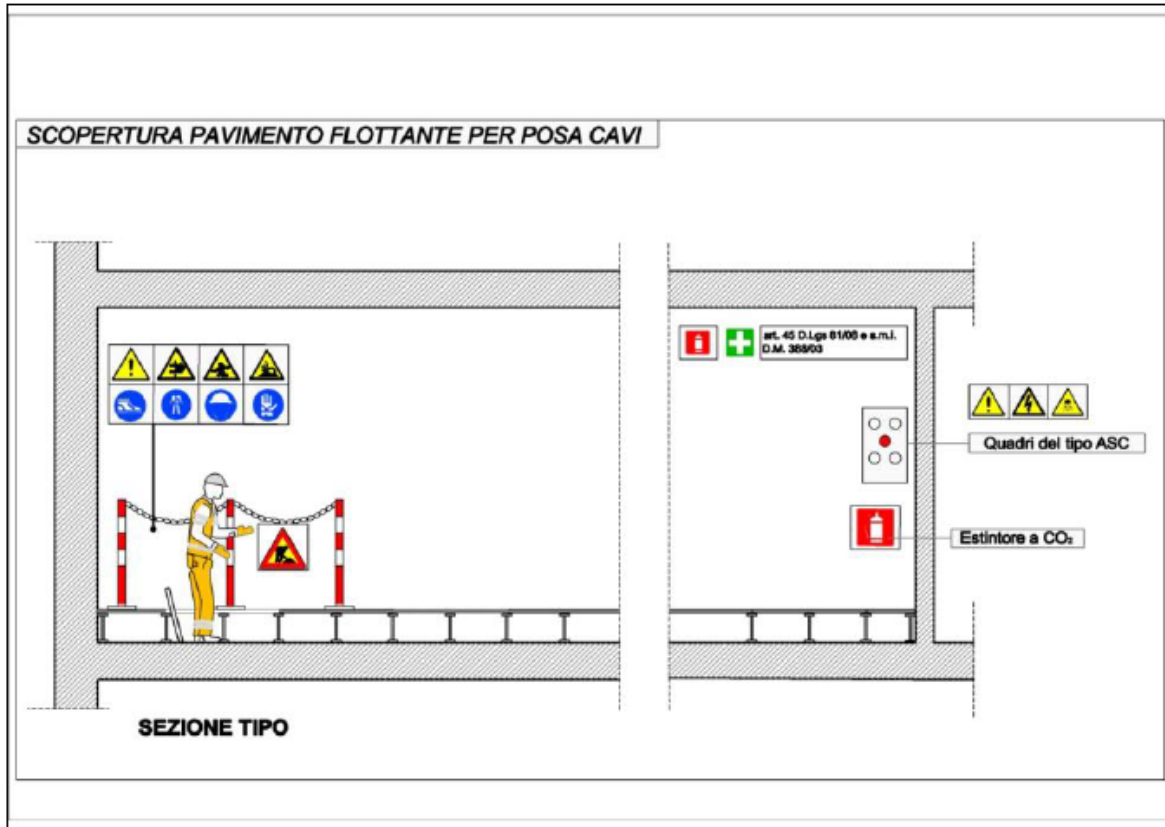 SCOPERTURA PAVIMENTO FLOTTANTE PER POSA CAVI
art. 45 D.Lgs 81/08 e s.m.i.
D.M. 388/03
Quadri del tipo ASC
Estintore a CO₂
SEZIONE TIPO